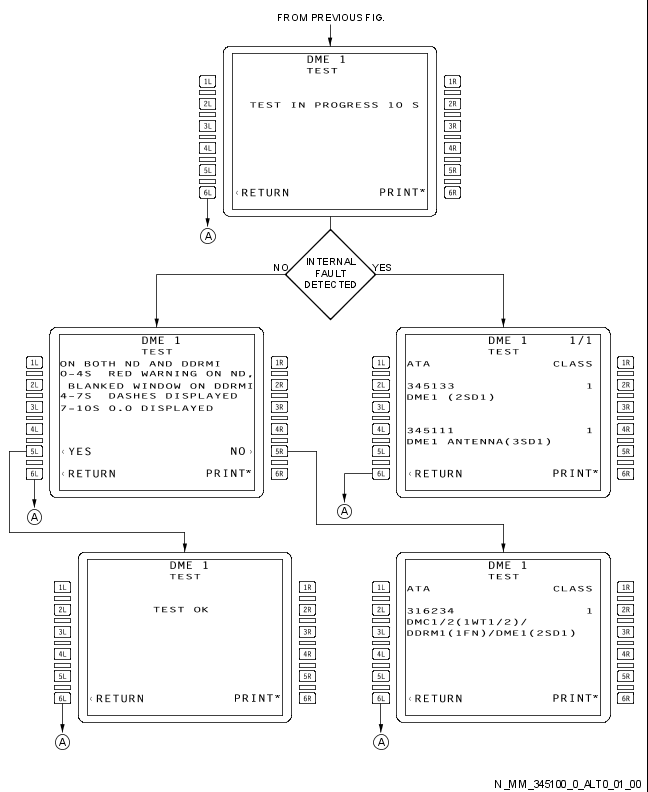 FROM PREVIOUS FIG.
DME 1
TEST
TEST IN PROGRESS 10 S
‹RETURN PRINT*
1L
2L
3L
4L
5L
6L
1R
2R
3R
4R
5R
6R
A
INTERNAL
FAULT
DETECTED
NO
YES
DME 1
TEST
ON BOTH ND AND DDRMI
0-4S RED WARNING ON ND,
BLANKED WINDOW ON DDRMI
4-7S DASHES DISPLAYED
7-10S 0.0 DISPLAYED
‹YES NO›
‹RETURN PRINT*
1L
2L
3L
4L
5L
6L
1R
2R
3R
4R
5R
6R
A
DME 1 1/1
TEST
ATA CLASS
345133 1
DME1 (2SD1)
345111 1
DME1 ANTENNA(3SD1)
‹RETURN PRINT*
1L
2L
3L
4L
5L
6L
1R
2R
3R
4R
5R
6R
A
DME 1
TEST
TEST OK
‹RETURN PRINT*
1L
2L
3L
4L
5L
6L
1R
2R
3R
4R
5R
6R
A
DME 1
TEST
ATA CLASS
316234 1
DMC1/2(1WT1/2)/
DDRM1(1FN)/DME1(2SD1)
‹RETURN PRINT*
1L
2L
3L
4L
5L
6L
1R
2R
3R
4R
5R
6R
A
N_MM_345100_0_ALT0_01_00